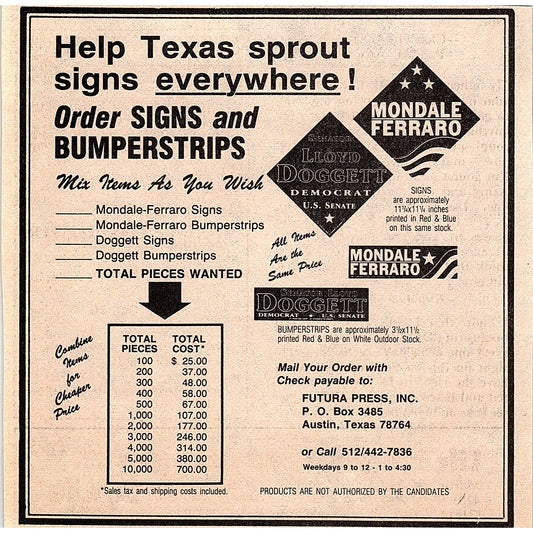 Help Texas sprout
signs everywhere!
Order SIGNS and
BUMPERSTRIPS
Mix Items As You Wish
_____ Mondale-Ferraro Signs
_____ Mondale-Ferraro Bumperstrips
_____ Doggett Signs
_____ Doggett Bumperstrips
_____ TOTAL PIECES WANTED
SENATOR
LLOYD
DOGGETT
DEMOCRAT
U.S. SENATE
MONDALE
FERRARO
SIGNS
are approximately
11¼x11¼ inches
printed in Red & Blue
on this same stock.
All Items
Are the
Same Price
MONDALE
FERRARO
SENATOR LLOYD
DOGGETT
DEMOCRAT U.S. SENATE
BUMPERSTRIPS are approximately 3½x11½
printed Red & Blue on White Outdoor Stock.
Combine
Items
for
Cheaper
Price
TOTAL PIECES TOTAL COST*
100 $ 25.00
200 37.00
300 48.00
400 58.00
500 67.00
1,000 107.00
2,000 177.00
3,000 246.00
4,000 314.00
5,000 380.00
10,000 700.00
*Sales tax and shipping costs included.
Mail Your Order with
Check payable to:
FUTURA PRESS, INC.
P. O. Box 3485
Austin, Texas 78764
or Call 512/442-7836
Weekdays 9 to 12 - 1 to 4:30
PRODUCTS ARE NOT AUTHORIZED BY THE CANDIDATES